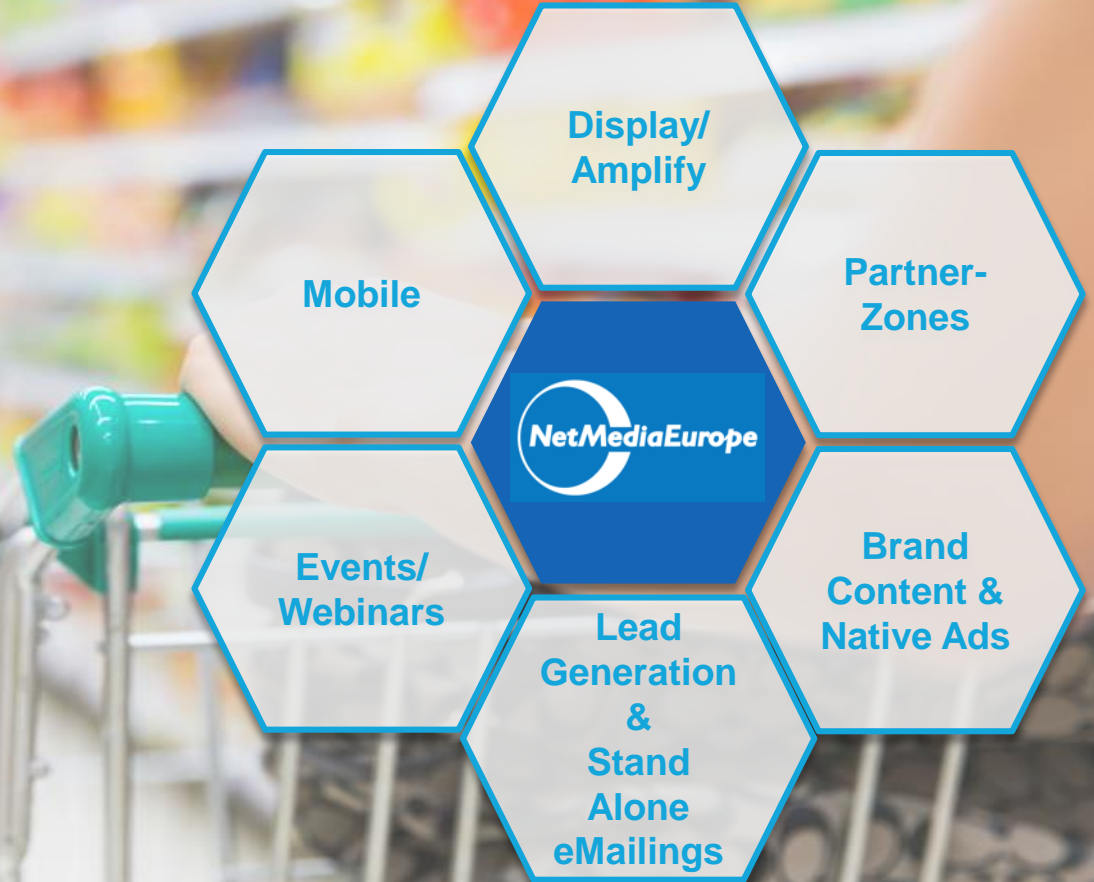 Display/
Amplify
Mobile
Partner-
Zones
NetMediaEurope
Events/
Webinars
Brand
Content &
Native Ads
Lead
Generation
&
Stand
Alone
eMailings